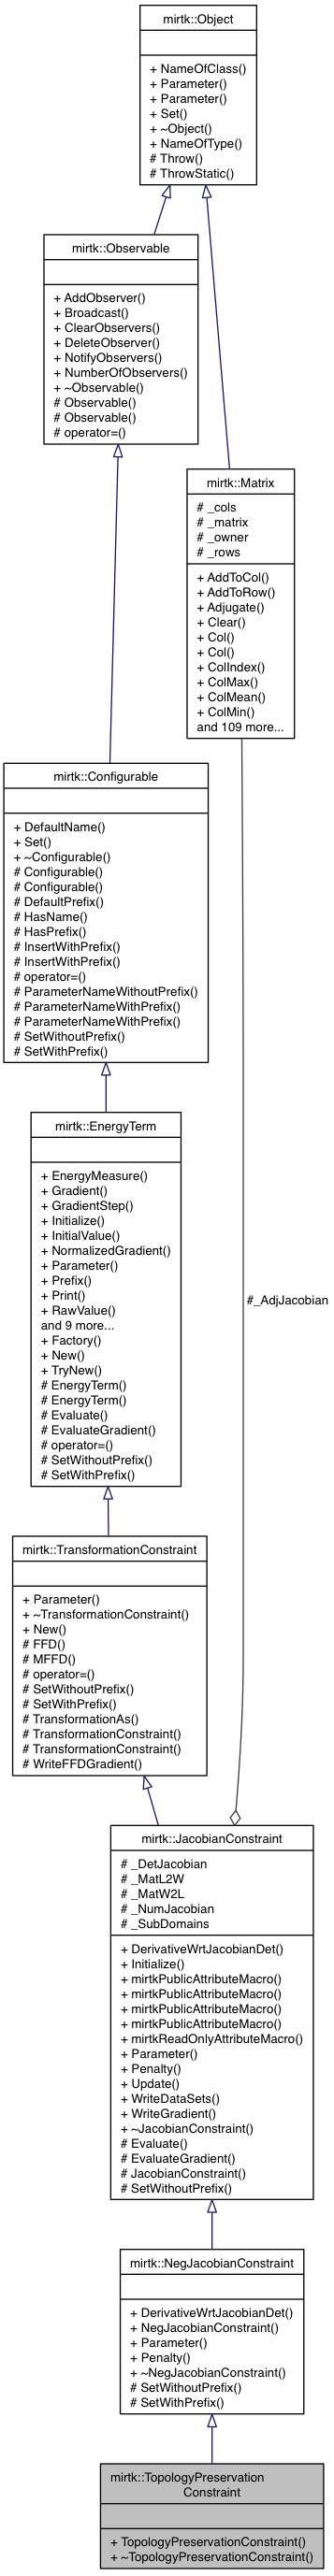 mirtk::Object
+ NameOfClass()
+ Parameter()
+ Parameter()
+ Set()
+ ~Object()
+ NameOfType()
# Throw()
# ThrowStatic()
mirtk::Observable
+ AddObserver()
+ Broadcast()
+ ClearObservers()
+ DeleteObserver()
+ NotifyObservers()
+ NumberOfObservers()
+ ~Observable()
# Observable()
# Observable()
# operator=()
mirtk::Matrix
# _cols
# _matrix
# _owner
# _rows
+ AddToCol()
+ AddToRow()
+ Adjugate()
+ Clear()
+ Col()
+ Col()
+ ColIndex()
+ ColMax()
+ ColMean()
+ ColMin()
and 109 more...
mirtk::Configurable
+ DefaultName()
+ Set()
+ ~Configurable()
# Configurable()
# Configurable()
# DefaultPrefix()
# HasName()
# HasPrefix()
# InsertWithPrefix()
# InsertWithPrefix()
# operator=()
# ParameterNameWithoutPrefix()
# ParameterNameWithPrefix()
# ParameterNameWithPrefix()
# SetWithoutPrefix()
# SetWithPrefix()
mirtk::EnergyTerm
+ EnergyMeasure()
+ Gradient()
+ GradientStep()
+ Initialize()
+ InitialValue()
+ NormalizedGradient()
+ Parameter()
+ Prefix()
+ Print()
+ RawValue()
and 9 more...
+ Factory()
+ New()
+ TryNew()
# EnergyTerm()
# EnergyTerm()
# Evaluate()
# EvaluateGradient()
# operator=()
# SetWithoutPrefix()
# SetWithPrefix()
#_AdjJacobian
mirtk::TransformationConstraint
+ Parameter()
+ ~TransformationConstraint()
+ New()
# FFD()
# MFFD()
# operator=()
# SetWithoutPrefix()
# SetWithPrefix()
# TransformationAs()
# TransformationConstraint()
# TransformationConstraint()
# WriteFFDGradient()
mirtk::JacobianConstraint
# _DetJacobian
# _MatL2W
# _MatW2L
# _NumJacobian
# _SubDomains
+ DerivativeWrtJacobianDet()
+ Initialize()
+ mirtkPublicAttributeMacro()
+ mirtkPublicAttributeMacro()
+ mirtkPublicAttributeMacro()
+ mirtkPublicAttributeMacro()
+ mirtkReadOnlyAttributeMacro()
+ Parameter()
+ Penalty()
+ Update()
+ WriteDataSets()
+ WriteGradient()
+ ~JacobianConstraint()
# Evaluate()
# EvaluateGradient()
# JacobianConstraint()
# SetWithoutPrefix()
mirtk::NegJacobianConstraint
+ DerivativeWrtJacobianDet()
+ NegJacobianConstraint()
+ Parameter()
+ Penalty()
+ ~NegJacobianConstraint()
# SetWithoutPrefix()
# SetWithPrefix()
mirtk::TopologyPreservation
Constraint
+ TopologyPreservationConstraint()
+ ~TopologyPreservationConstraint()